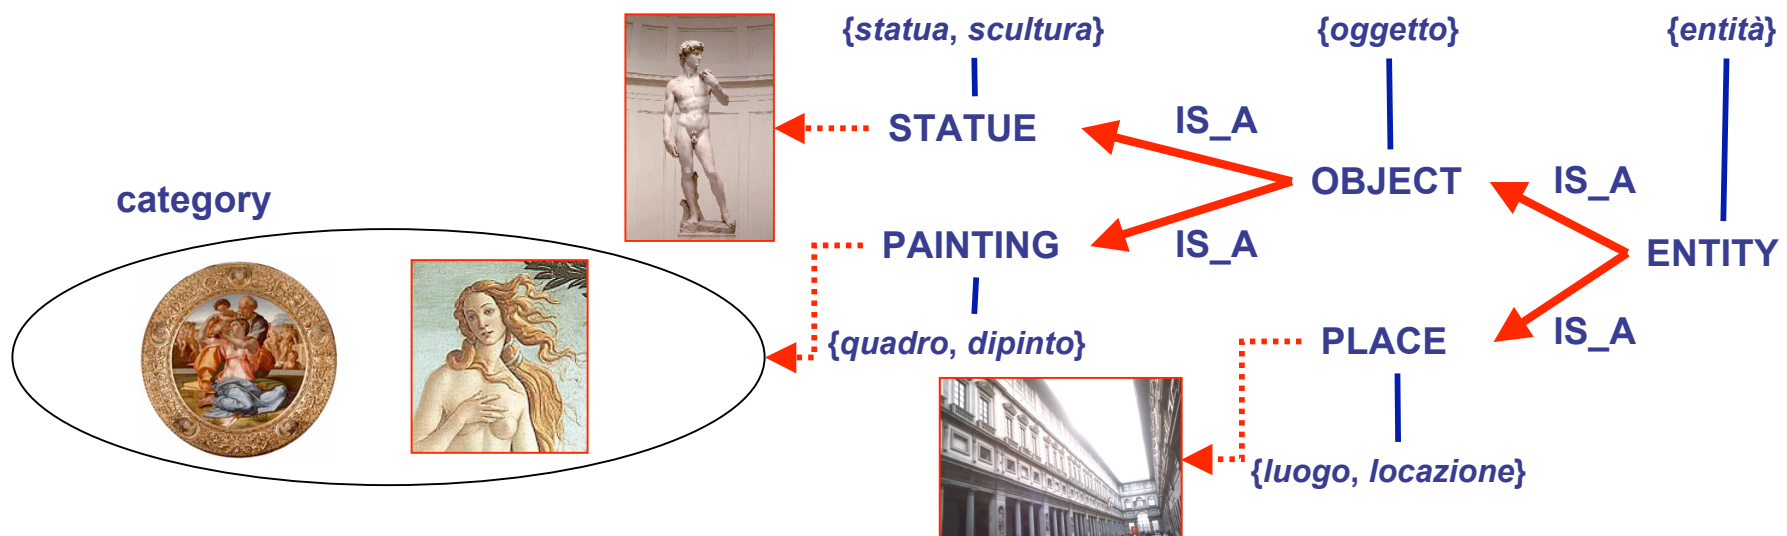 {statua, scultura}
{oggetto}
{entità}
STATUE
IS_A
OBJECT
IS_A
category
PAINTING
IS_A
ENTITY
{quadro, dipinto}
PLACE
IS_A
{luogo, locazione}